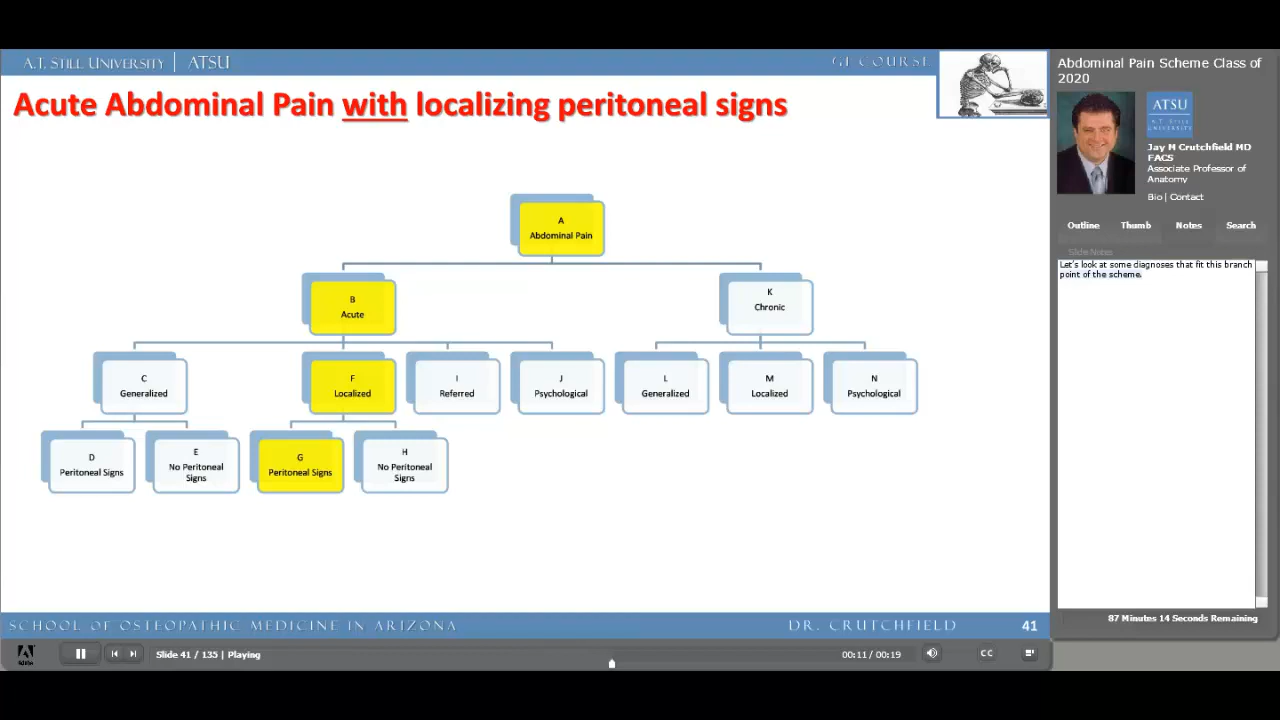 A.T. STILL UNIVERSITY | ATSU
GI COURSE
Acute Abdominal Pain with localizing peritoneal signs
A
Abdominal Pain
B
Acute
K
Chronic
C
Generalized
F
Localized
I
Referred
J
Psychological
L
Generalized
M
Localized
N
Psychological
D
Peritoneal Signs
E
No Peritoneal
Signs
G
Peritoneal Signs
H
No Peritoneal
Signs
SCHOOL OF OSTEOPATHIC MEDICINE IN ARIZONA
DR. CRUTCHFIELD
41
Slide 41 / 135 | Playing
00:11 / 00:19
CC
Abdominal Pain Scheme Class of
2020
ATSU
A.T. STILL
UNIVERSITY
Jay M Crutchfield MD
FACS
Associate Professor of
Anatomy
Bio | Contact
Outline Thumb Notes Search
Slide Notes
Let's look at some diagnoses that fit this branch
point of the scheme.
87 Minutes 14 Seconds Remaining